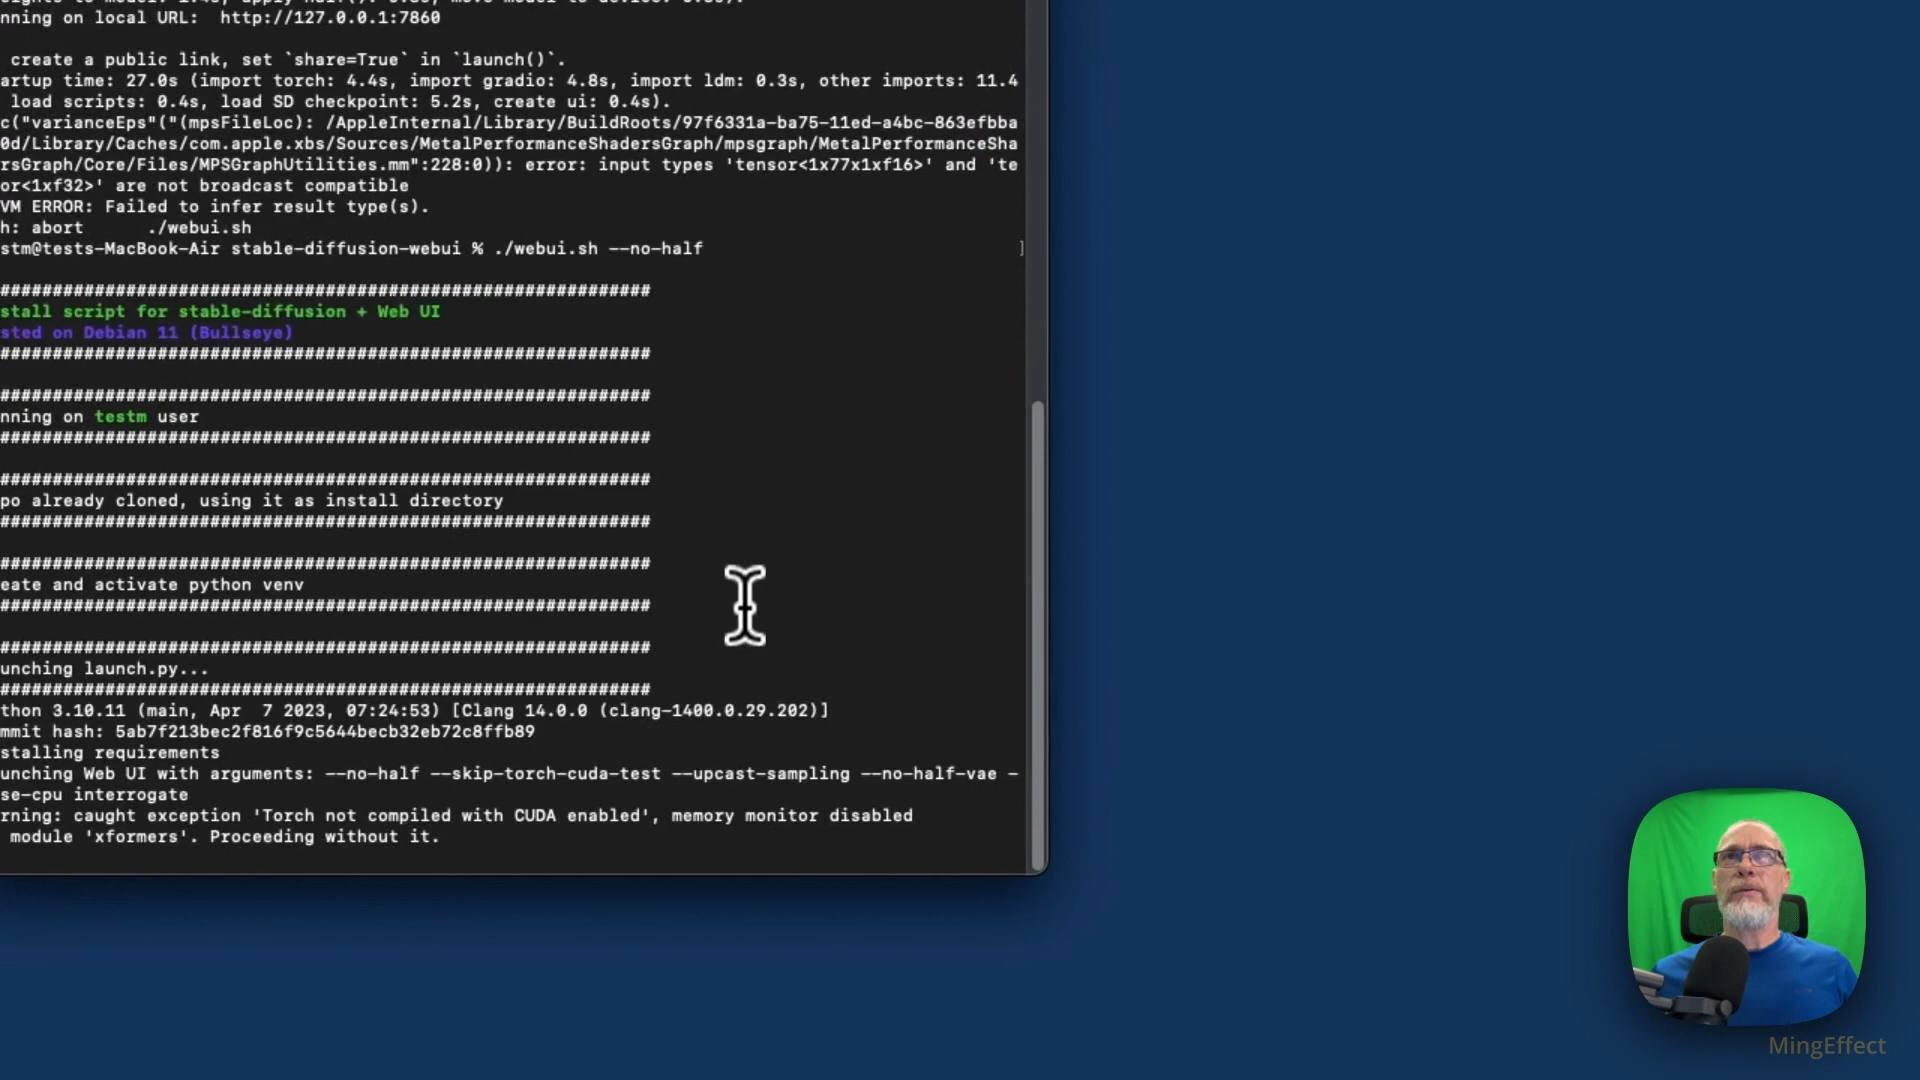 nning on local URL:  http://127.0.0.1:7860
create a public link, set `share=True` in `launch()`.
artup time: 27.0s (import torch: 4.4s, import gradio: 4.8s, import ldm: 0.3s, other imports: 11.4
load scripts: 0.4s, load SD checkpoint: 5.2s, create ui: 0.4s).
c("varianceEps"("(mpsFileLoc): /AppleInternal/Library/BuildRoots/97f6331a-ba75-11ed-a4bc-863efbba
0d/Library/Caches/com.apple.xbs/Sources/MetalPerformanceShadersGraph/mpsgraph/MetalPerformanceSha
rsGraph/Core/Files/MPSGraphUtilities.mm":228:0)): error: input types 'tensor<1x77x1xf16>' and 'te
or<1xf32>' are not broadcast compatible
VM ERROR: Failed to infer result type(s).
h: abort      ./webui.sh
stm@tests-MacBook-Air stable-diffusion-webui % ./webui.sh --no-half ]
##############################################################
stall script for stable-diffusion + Web UI
sted on Debian 11 (Bullseye)
##############################################################
##############################################################
nning on testm user
##############################################################
##############################################################
po already cloned, using it as install directory
##############################################################
##############################################################
eate and activate python venv
##############################################################
##############################################################
unching launch.py...
##############################################################
thon 3.10.11 (main, Apr  7 2023, 07:24:53) [Clang 14.0.0 (clang-1400.0.29.202)]
mmit hash: 5ab7f213bec2f816f9c5644becb32eb72c8ffb89
stalling requirements
unching Web UI with arguments: --no-half --skip-torch-cuda-test --upcast-sampling --no-half-vae -
se-cpu interrogate
rning: caught exception 'Torch not compiled with CUDA enabled', memory monitor disabled
module 'xformers'. Proceeding without it.
MingEffect